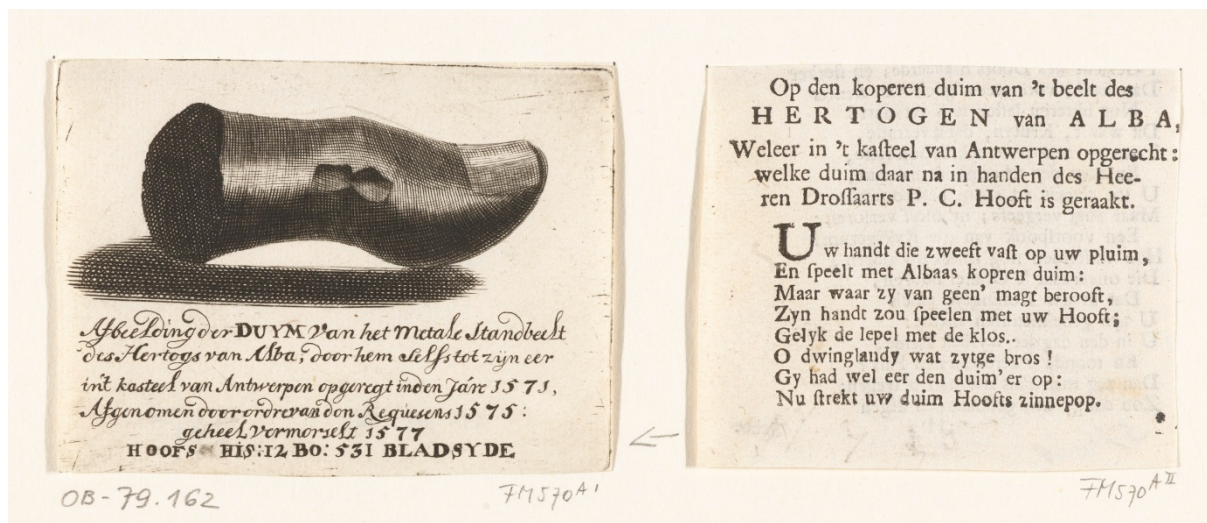 Afbeelding der DUYM Van het Metale Standbeelt
des Hertogs van Alba, door hem selfs tot zijn eer
in't kasteel van Antwerpen opgeregt in den Jare 1571,
Afgenomen door ordre van don Requesens 1575:
geheel Vermorselt 1577
HOOFS HIS: 12 BO: 531 BLADSYDE
OB-79.162
FM570 A I
Op den koperen duim van 't beelt des
HERTOGEN van ALBA,
Weleer in 't kaſteel van Antwerpen opgerecht:
welke duim daar na in handen des Hee-
ren Droſſaarts P. C. Hooft is geraakt.
Uw handt die zweeft vaſt op uw pluim,
En ſpeelt met Albaas kopren duim:
Maar waar zy van geen' magt berooft,
Zyn handt zou ſpeelen met uw Hooft;
Gelyk de lepel met de klos..
O dwinglandy wat zytge bros!
Gy had wel eer den duim'er op:
Nu ſtrekt uw duim Hoofts zinnepop.
FM570 A II